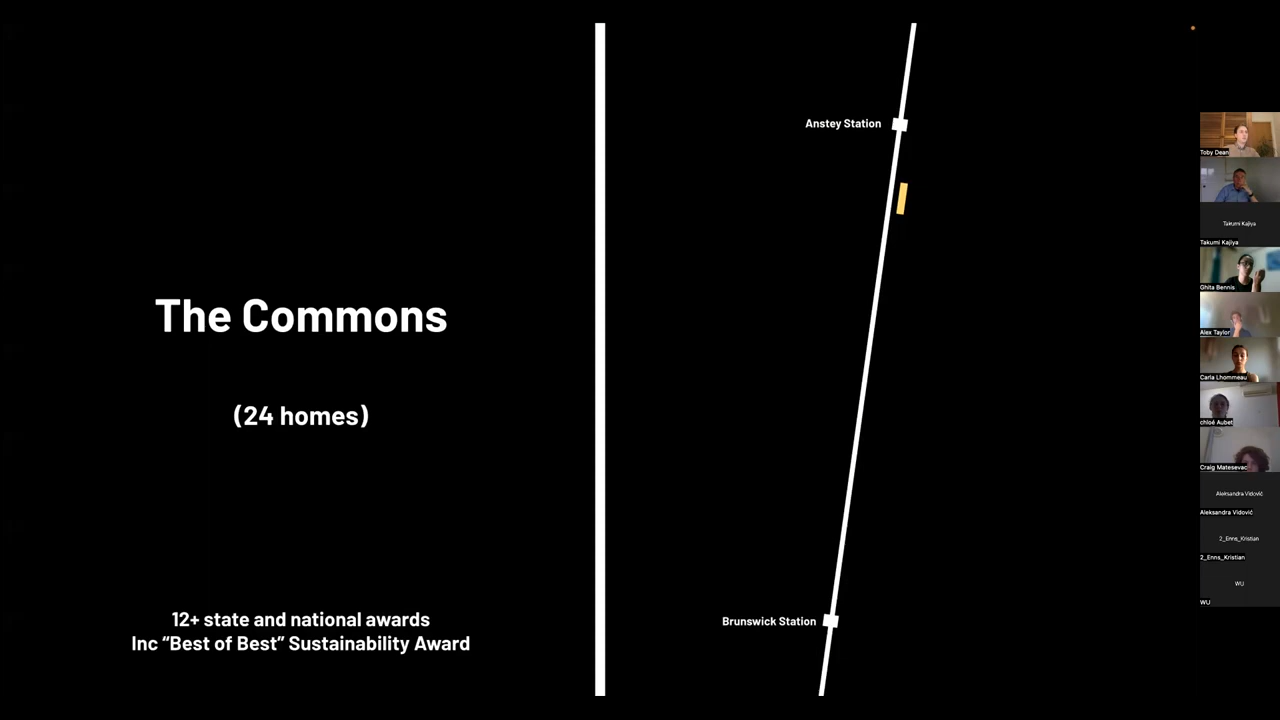 The Commons
(24 homes)
12+ state and national awards
Inc “Best of Best” Sustainability Award
Anstey Station
Brunswick Station
Toby Dean
Takumi Kajiya
Takumi Kajiya
Ghita Bennis
Alex Taylor
Carla Lhommeau
chloé Aubet
Craig Matesevac
Aleksandra Vidović
Aleksandra Vidović
2_Enns_Kristian
2_Enns_Kristian
WU
WU